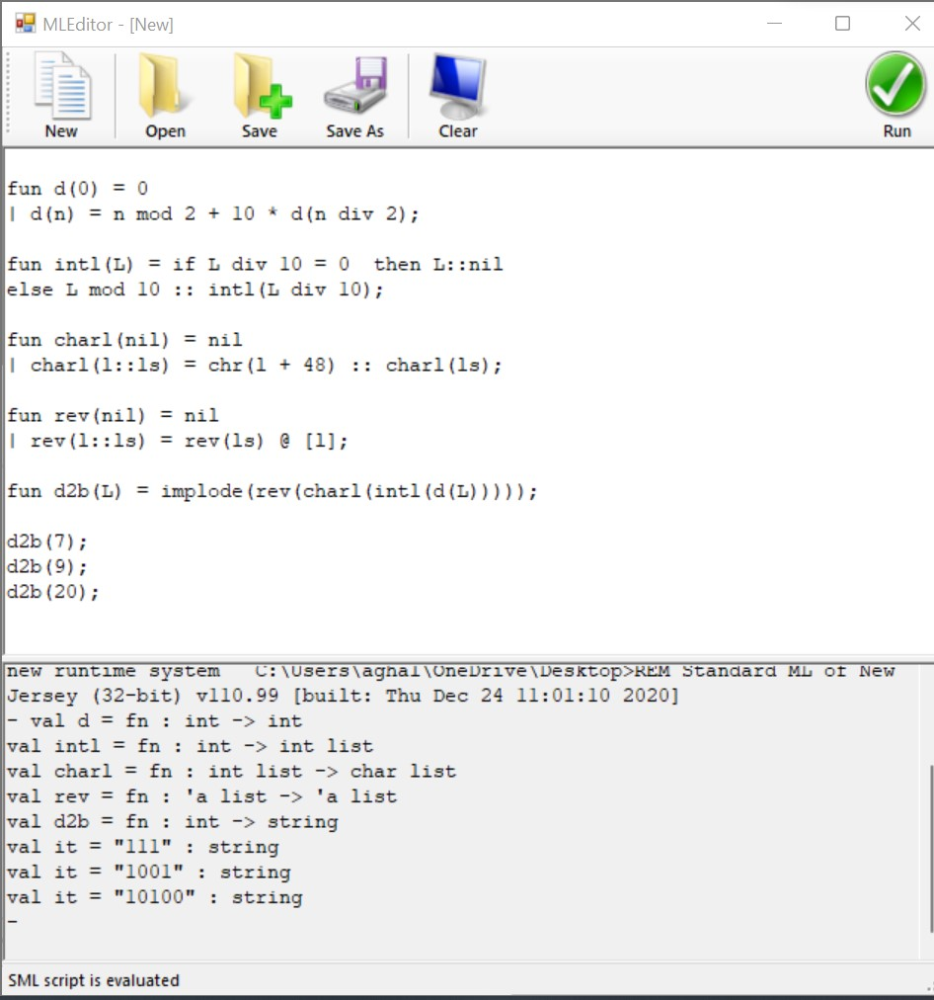 MLEditor - [New]
New Open Save Save As Clear Run
fun d(0) = 0
| d(n) = n mod 2 + 10 * d(n div 2);
fun intl(L) = if L div 10 = 0  then L::nil
else L mod 10 :: intl(L div 10);
fun charl(nil) = nil
| charl(l::ls) = chr(l + 48) :: charl(ls);
fun rev(nil) = nil
| rev(l::ls) = rev(ls) @ [l];
fun d2b(L) = implode(rev(charl(intl(d(L)))));
d2b(7);
d2b(9);
d2b(20);
new runtime system   C:\Users\aghal\OneDrive\Desktop>REM Standard ML of New
Jersey (32-bit) v110.99 [built: Thu Dec 24 11:01:10 2020]
- val d = fn : int -> int
val intl = fn : int -> int list
val charl = fn : int list -> char list
val rev = fn : 'a list -> 'a list
val d2b = fn : int -> string
val it = "111" : string
val it = "1001" : string
val it = "10100" : string
-
SML script is evaluated